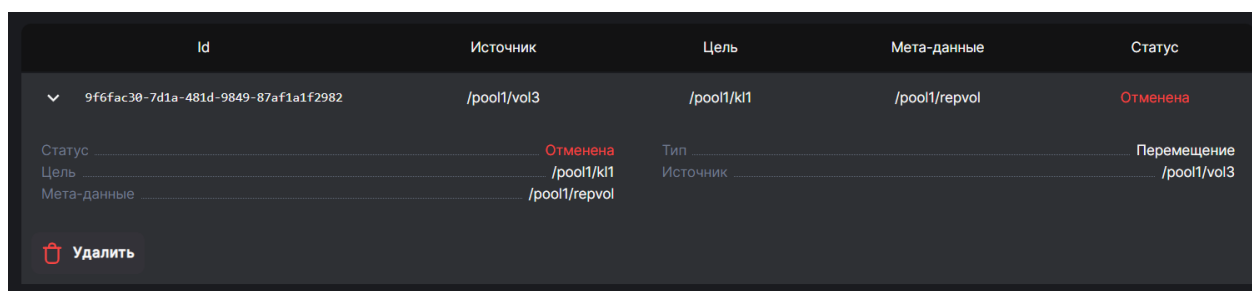 Id Источник Цель Мета-данные Статус
9f6fac30-7d1a-481d-9849-87af1a1f2982 /pool1/vol3 /pool1/kl1 /pool1/repvol Отменена
Статус Отменена Тип Перемещение
Цель /pool1/kl1 Источник /pool1/vol3
Мета-данные /pool1/repvol
Удалить